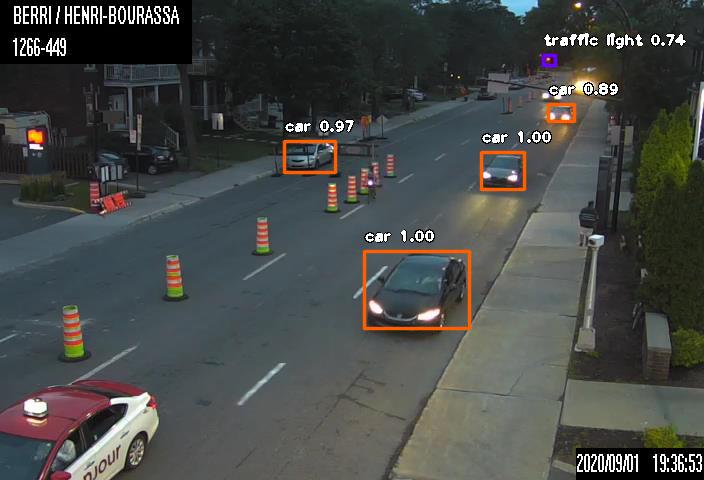 BERRI / HENRI-BOURASSA
1266-449
traffic light 0.74
car 0.89
car 0.97
car 1.00
car 1.00
njour
2020/09/01 19:36:53